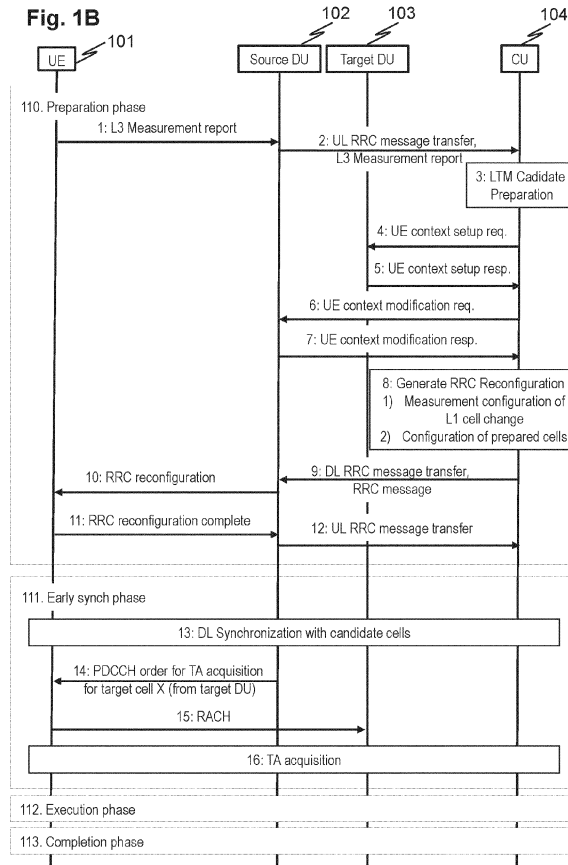 Fig. 1B
101
102
103
104
UE
Source DU
Target DU
CU
110. Preparation phase
1: L3 Measurement report
2: UL RRC message transfer,
L3 Measurement report
3: LTM Cadidate
Preparation
4: UE context setup req.
5: UE context setup resp.
6: UE context modification req.
7: UE context modification resp.
8: Generate RRC Reconfiguration
1) Measurement configuration of
L1 cell change
2) Configuration of prepared cells
9: DL RRC message transfer,
RRC message
10: RRC reconfiguration
11: RRC reconfiguration complete
12: UL RRC message transfer
111. Early synch phase
13: DL Synchronization with candidate cells
14: PDCCH order for TA acquisition
for target cell X (from target DU)
15: RACH
16: TA acquisition
112. Execution phase
113. Completion phase